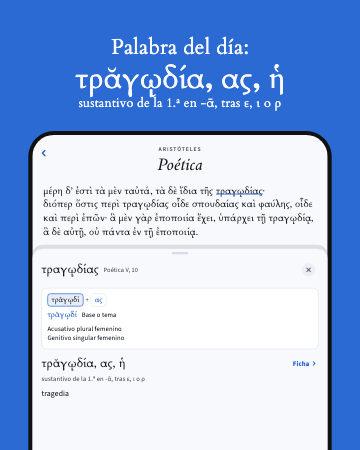 Palabra del día:
τρᾰγῳδία, ας, ἡ
sustantivo de la 1.ª en -ᾱ, tras ε, ι ο ρ
ARISTÓTELES
Poética
μέρη δ’ ἐστὶ τὰ μὲν ταὐτά, τὰ δὲ ἴδια τῆς τραγῳδίας·
διόπερ ὅστις περὶ τραγῳδίας οἶδε σπουδαίας καὶ φαύλης, οἶδε
καὶ περὶ ἐπῶν· ἃ μὲν γὰρ ἐποποιία ἔχει, ὑπάρχει τῇ τραγῳδίᾳ,
ἃ δὲ αὐτῇ, οὐ πάντα ἐν τῇ ἐποποιίᾳ.
τραγῳδίας Poética V, 10
τρᾰγῳδί + ας
τρᾰγῳδί Base o tema
Acusativo plural femenino
Genitivo singular femenino
τρᾰγῳδία, ας, ἡ Ficha
sustantivo de la 1.ª en -ᾱ, tras ε, ι ο ρ
tragedia